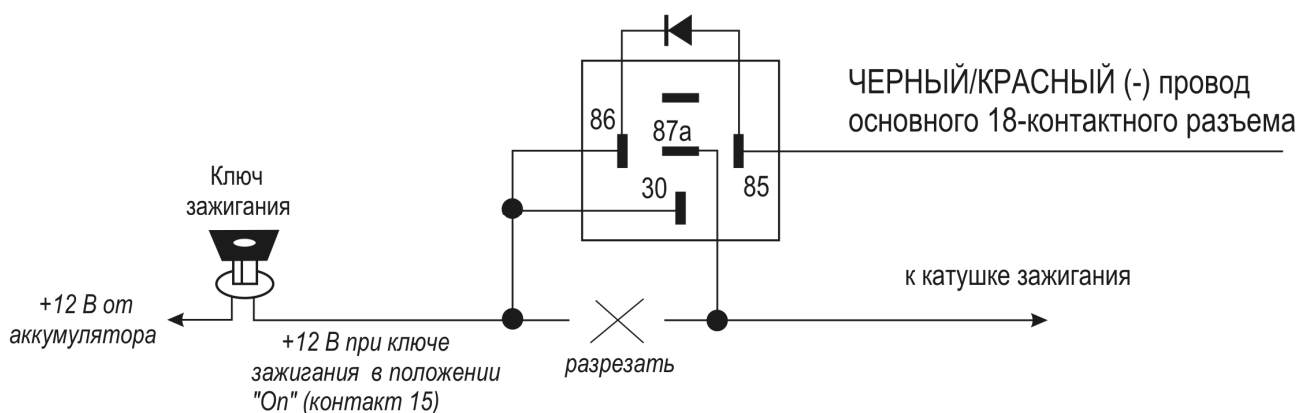 ЧЕРНЫЙ/КРАСНЫЙ (-) провод
основного 18-контактного разъема
86
87а
30
85
Ключ
зажигания
к катушке зажигания
+12 В от
аккумулятора
+12 В при ключе
зажигания в положении
"On" (контакт 15)
разрезать